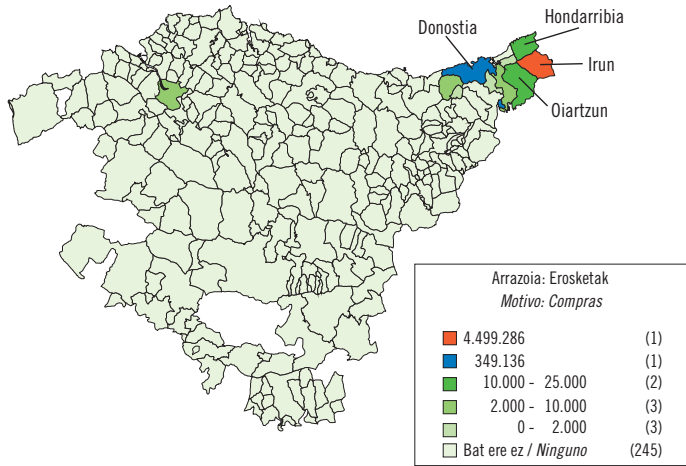 Hondarribia
Donostia
Irun
Oiartzun
Arrazoia: Erosketak
Motivo: Compras
4.499.286 (1)
349.136 (1)
10.000 - 25.000 (2)
2.000 - 10.000 (3)
0 - 2.000 (3)
Bat ere ez / Ninguno (245)